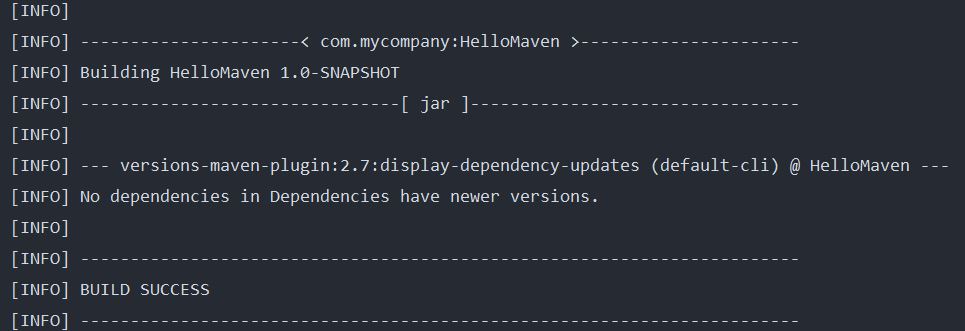 [INFO]
[INFO] ----------------------< com.mycompany:HelloMaven >----------------------
[INFO] Building HelloMaven 1.0-SNAPSHOT
[INFO] --------------------------------[ jar ]---------------------------------
[INFO]
[INFO] --- versions-maven-plugin:2.7:display-dependency-updates (default-cli) @ HelloMaven ---
[INFO] No dependencies in Dependencies have newer versions.
[INFO]
[INFO] ------------------------------------------------------------------------
[INFO] BUILD SUCCESS
[INFO] ------------------------------------------------------------------------